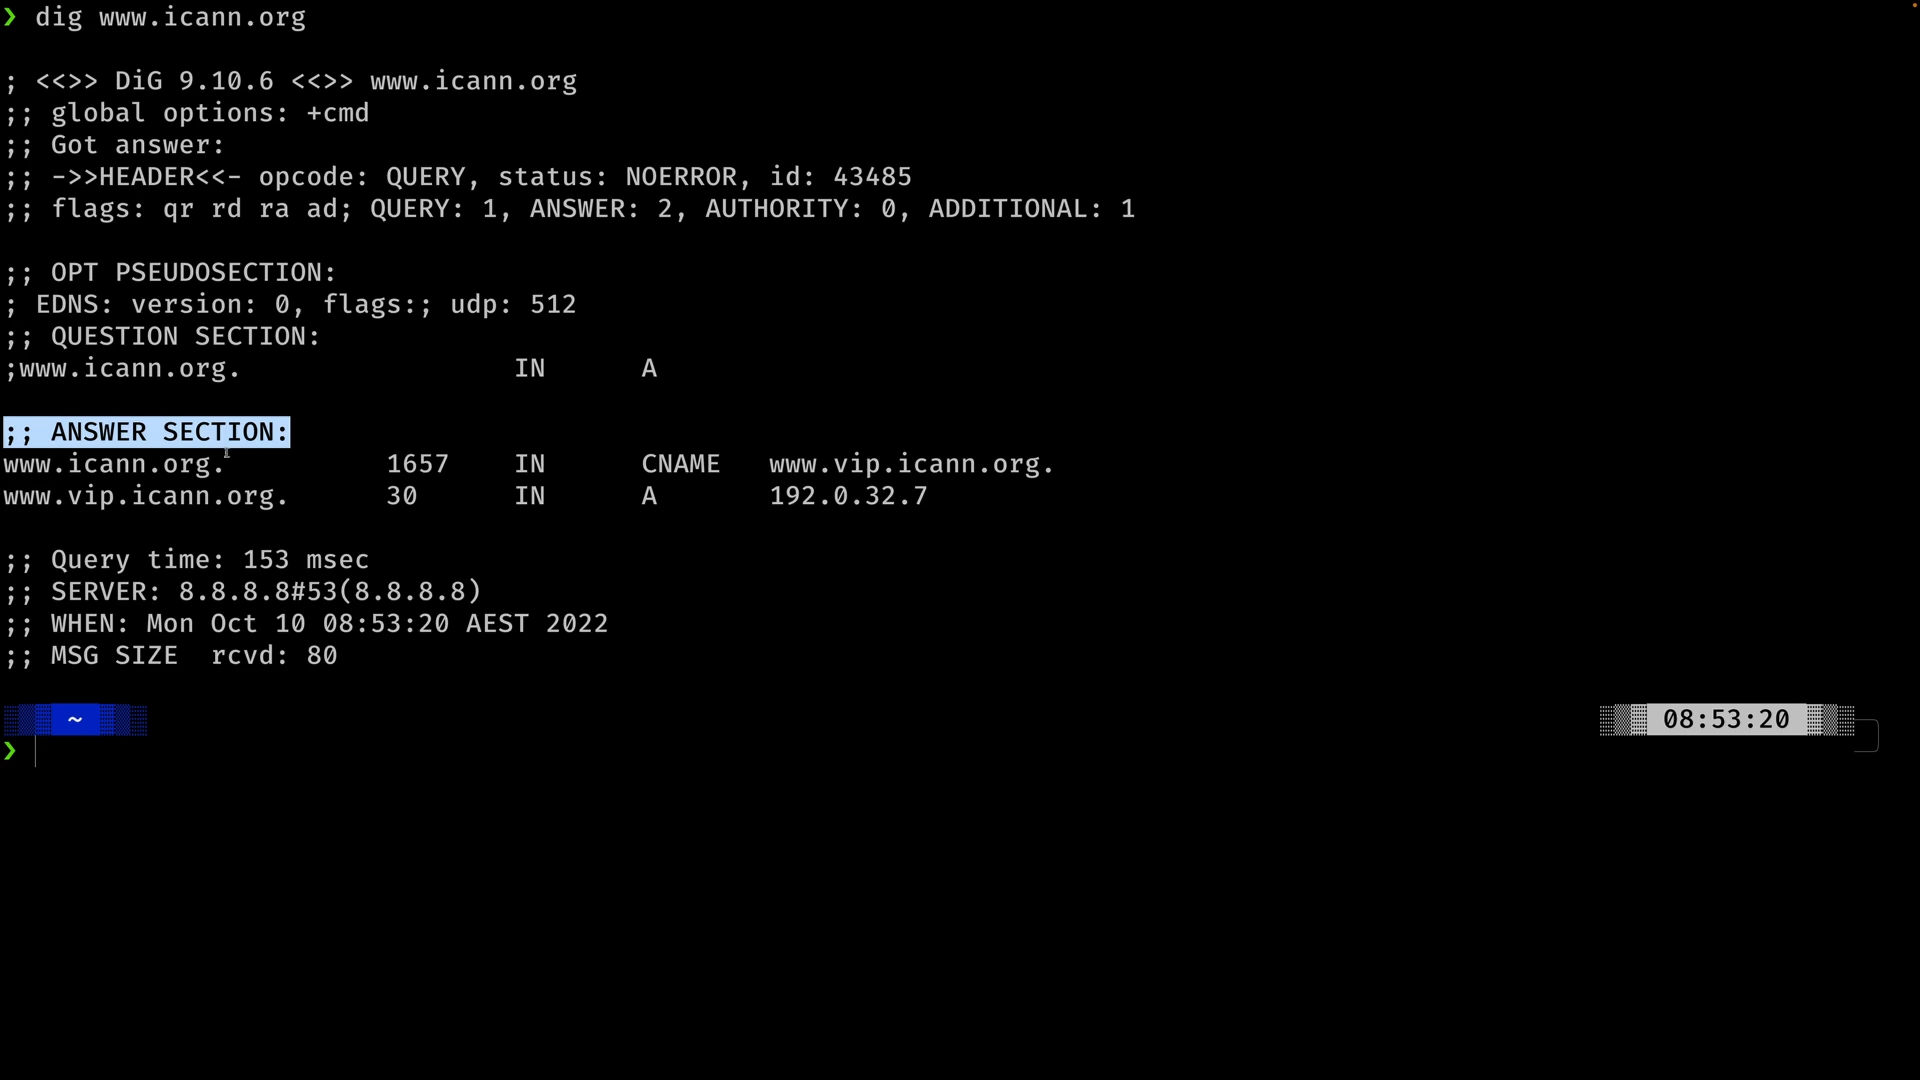 ❯ dig www.icann.org
; <<>> DiG 9.10.6 <<>> www.icann.org
;; global options: +cmd
;; Got answer:
;; ->>HEADER<<- opcode: QUERY, status: NOERROR, id: 43485
;; flags: qr rd ra ad; QUERY: 1, ANSWER: 2, AUTHORITY: 0, ADDITIONAL: 1
;; OPT PSEUDOSECTION:
; EDNS: version: 0, flags:; udp: 512
;; QUESTION SECTION:
;www.icann.org. IN A
;; ANSWER SECTION:
www.icann.org. 1657 IN CNAME www.vip.icann.org.
www.vip.icann.org. 30 IN A 192.0.32.7
;; Query time: 153 msec
;; SERVER: 8.8.8.8#53(8.8.8.8)
;; WHEN: Mon Oct 10 08:53:20 AEST 2022
;; MSG SIZE  rcvd: 80
~ 08:53:20
❯